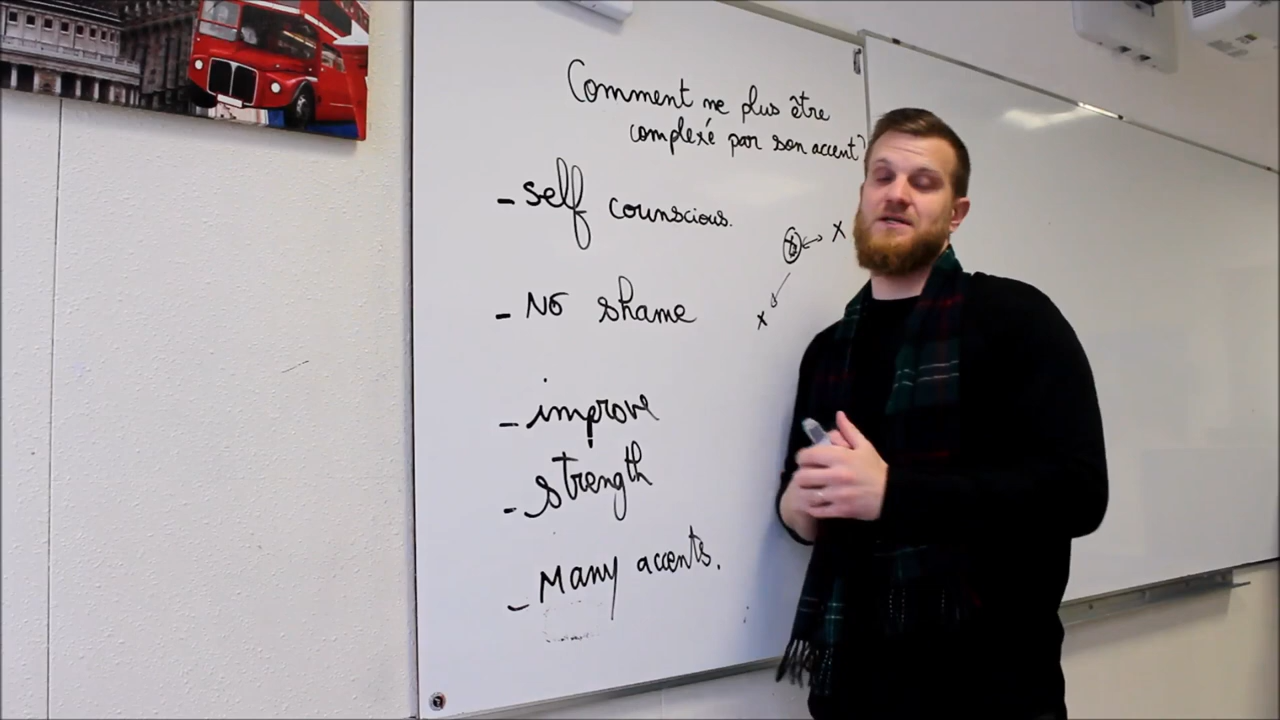 Comment ne plus être
complexé par son accent?
- self counscious.
x ↔ x
x
- NO shame
- improve
- strength
- Many accents.